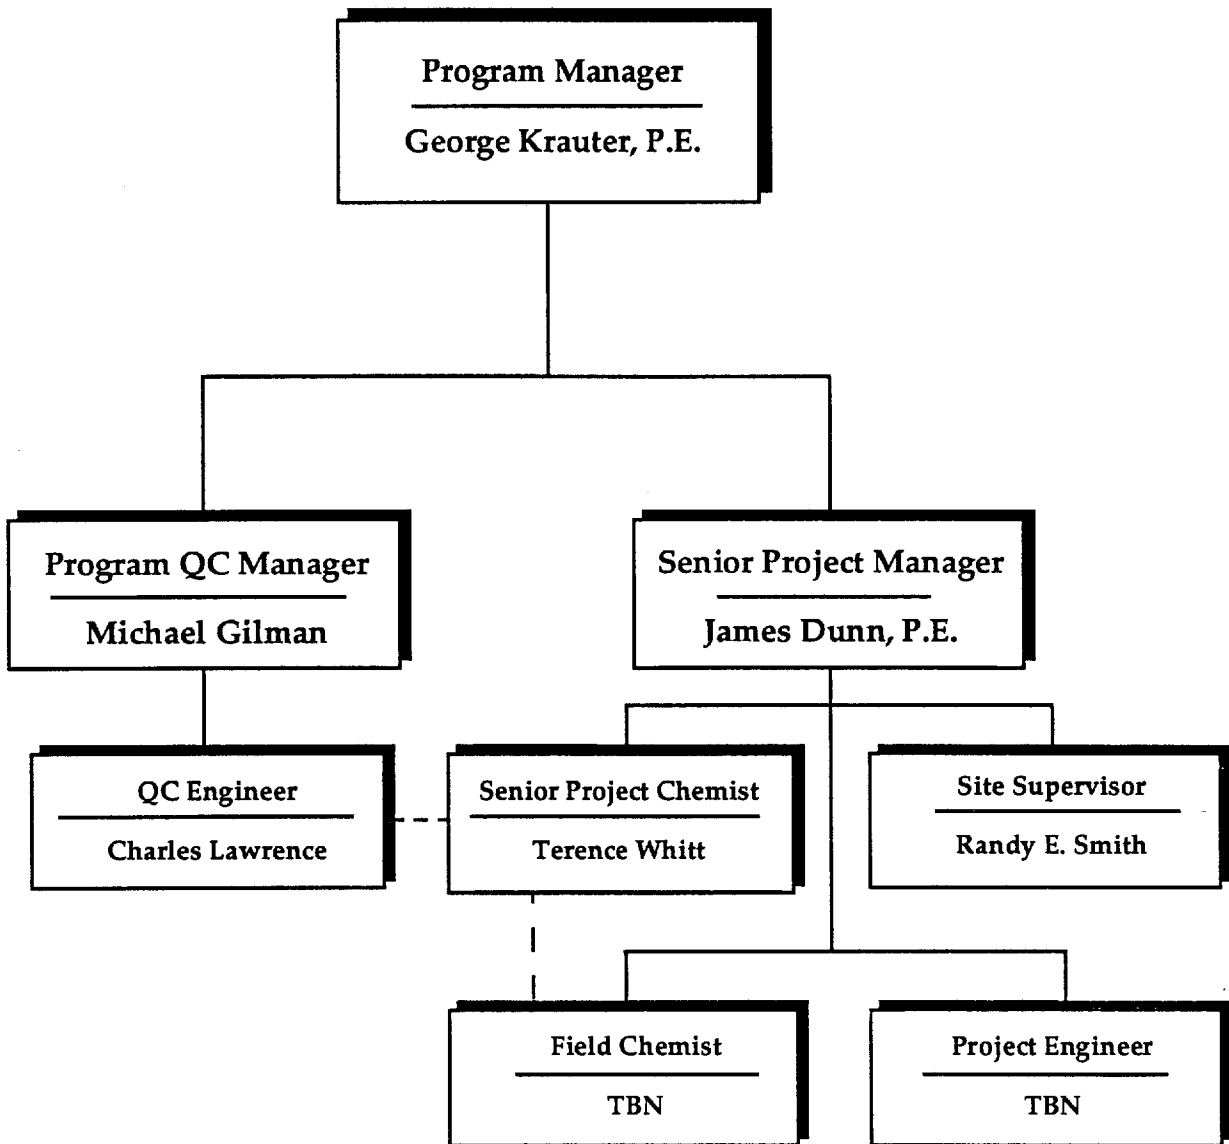 Program Manager
George Krauter, P.E.
Program QC Manager
Michael Gilman
Senior Project Manager
James Dunn, P.E.
QC Engineer
Charles Lawrence
Senior Project Chemist
Terence Whitt
Site Supervisor
Randy E. Smith
Field Chemist
TBN
Project Engineer
TBN